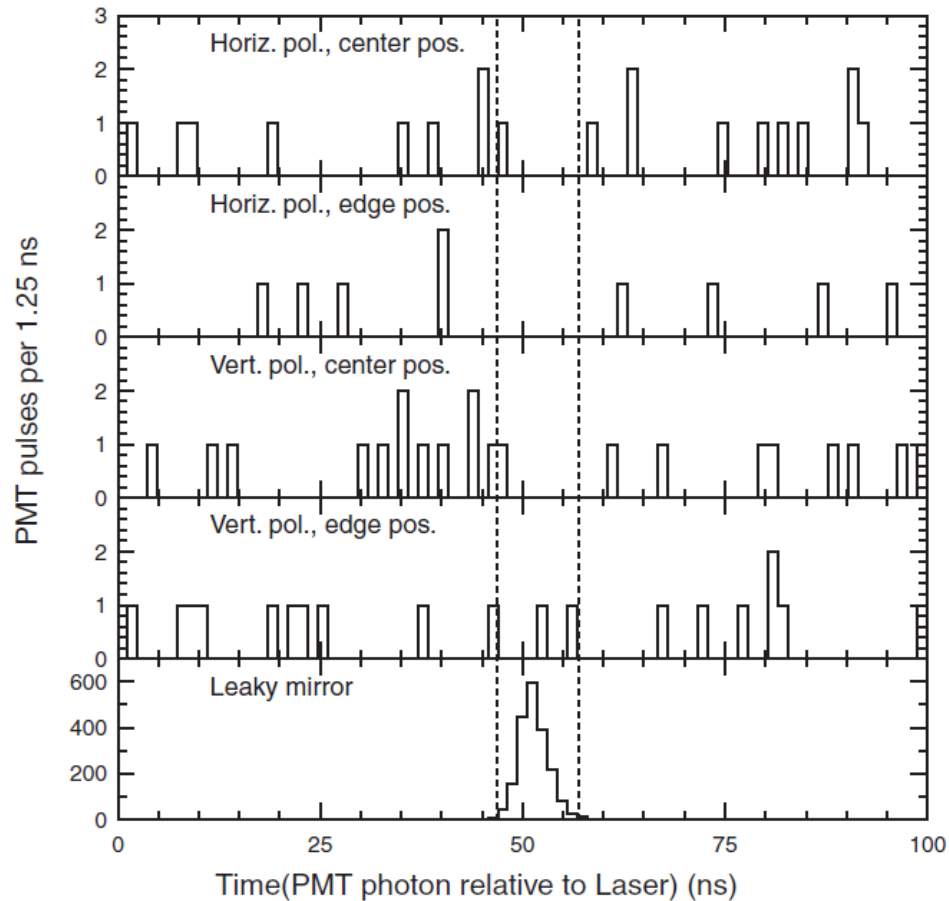 3
Horiz. pol., center pos.
2
1
0
Horiz. pol., edge pos.
2
1
0
Vert. pol., center pos.
2
1
0
Vert. pol., edge pos.
2
1
0
Leaky mirror
600
400
200
0
0 25 50 75 100
Time(PMT photon relative to Laser) (ns)
PMT pulses per 1.25 ns